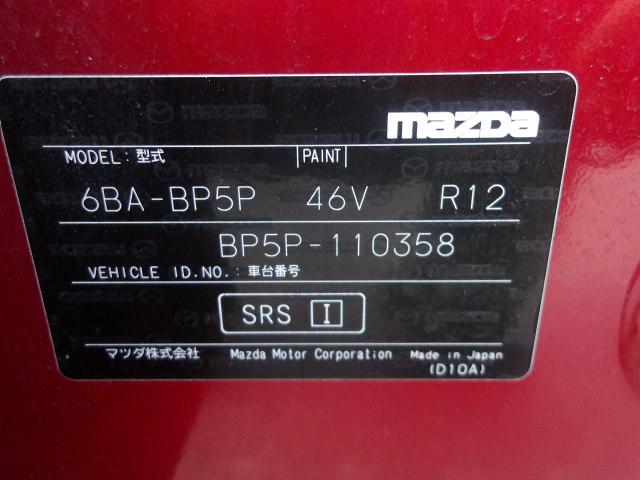 mazda
MODEL: 型式 PAINT
6BA-BP5P 46V R12
BP5P-110358
VEHICLE ID.NO.: 車台番号
SRS I
マツダ株式会社 Mazda Motor Corporation Made in Japan
(D10A)